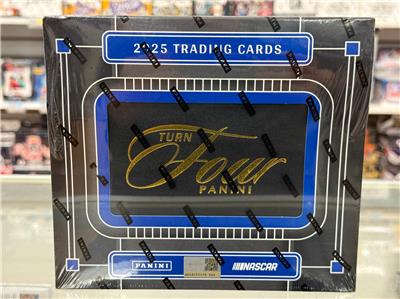 2025 TRADING CARDS
TURN
Four
PANINI
PANINI
NASCAR